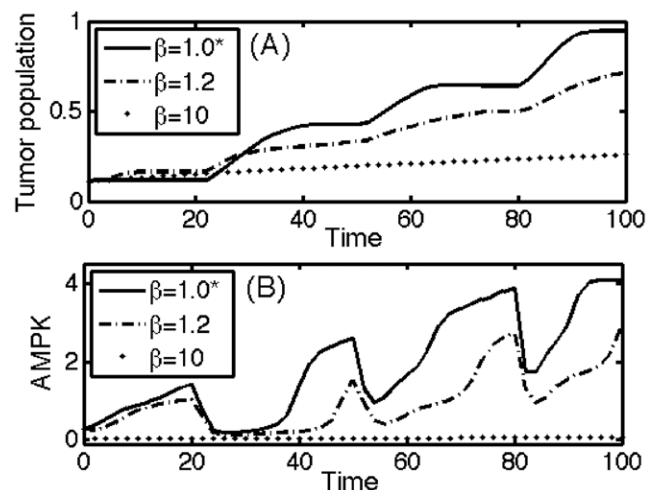 1
(A)
β=1.0*
β=1.2
β=10
0.5
0
Tumor population
0 20 40 60 80 100
Time
4
(B)
β=1.0*
β=1.2
β=10
2
0
AMPK
0 20 40 60 80 100
Time